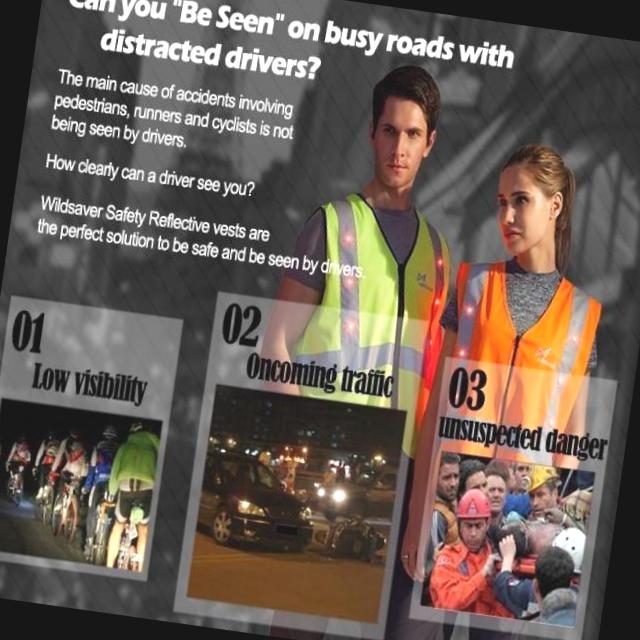 Can you "Be Seen" on busy roads with
distracted drivers?
The main cause of accidents involving
pedestrians, runners and cyclists is not
being seen by drivers.
How clearly can a driver see you?
Wildsaver Safety Reflective vests are
the perfect solution to be safe and be seen by drivers.
01
Low visibility
02
Oncoming traffic
03
unsuspected danger